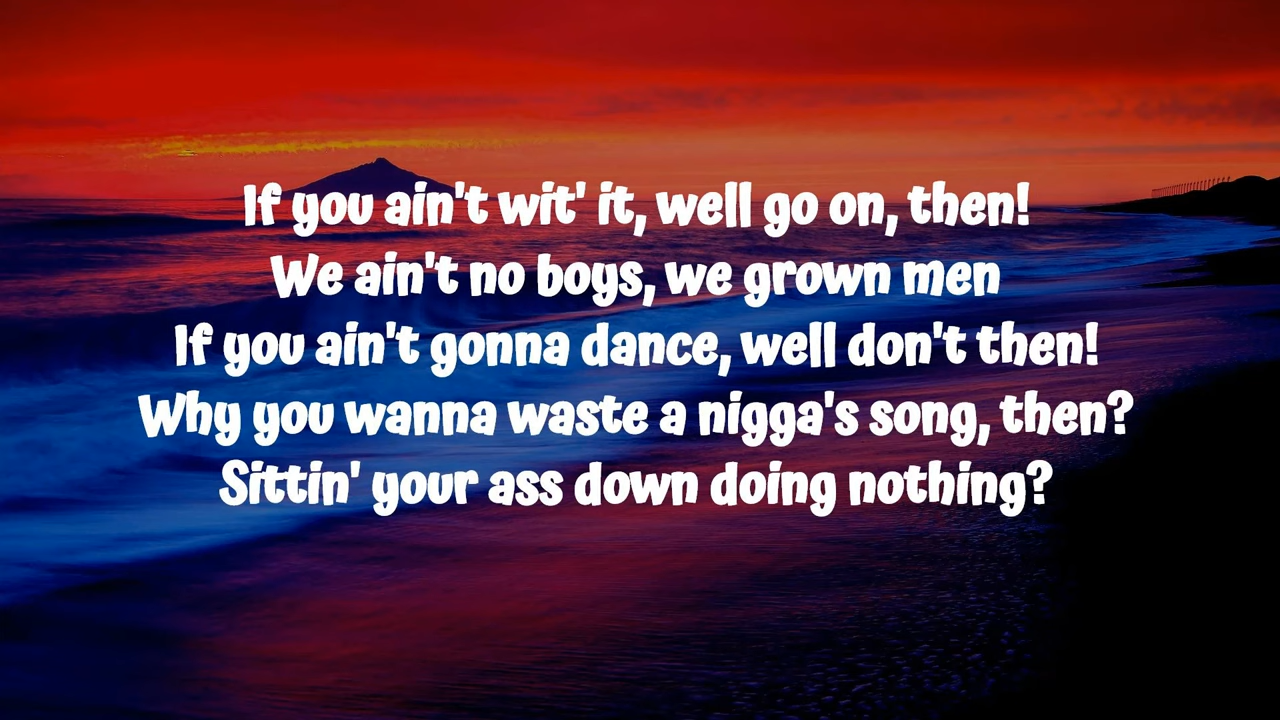 If you ain't wit' it, well go on, then!
We ain't no boys, we grown men
If you ain't gonna dance, well don't then!
Why you wanna waste a nigga's song, then?
Sittin' your ass down doing nothing?